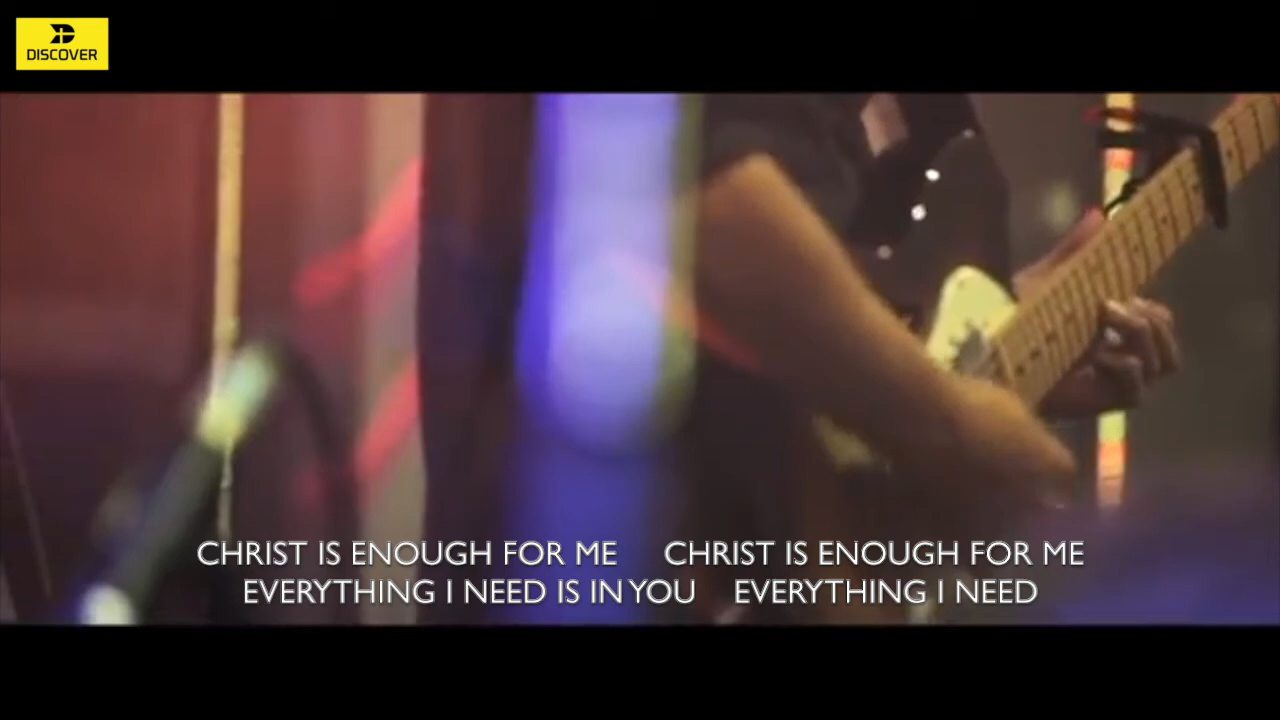 DISCOVER
CHRIST IS ENOUGH FOR ME CHRIST IS ENOUGH FOR ME
EVERYTHING I NEED IS IN YOU EVERYTHING I NEED